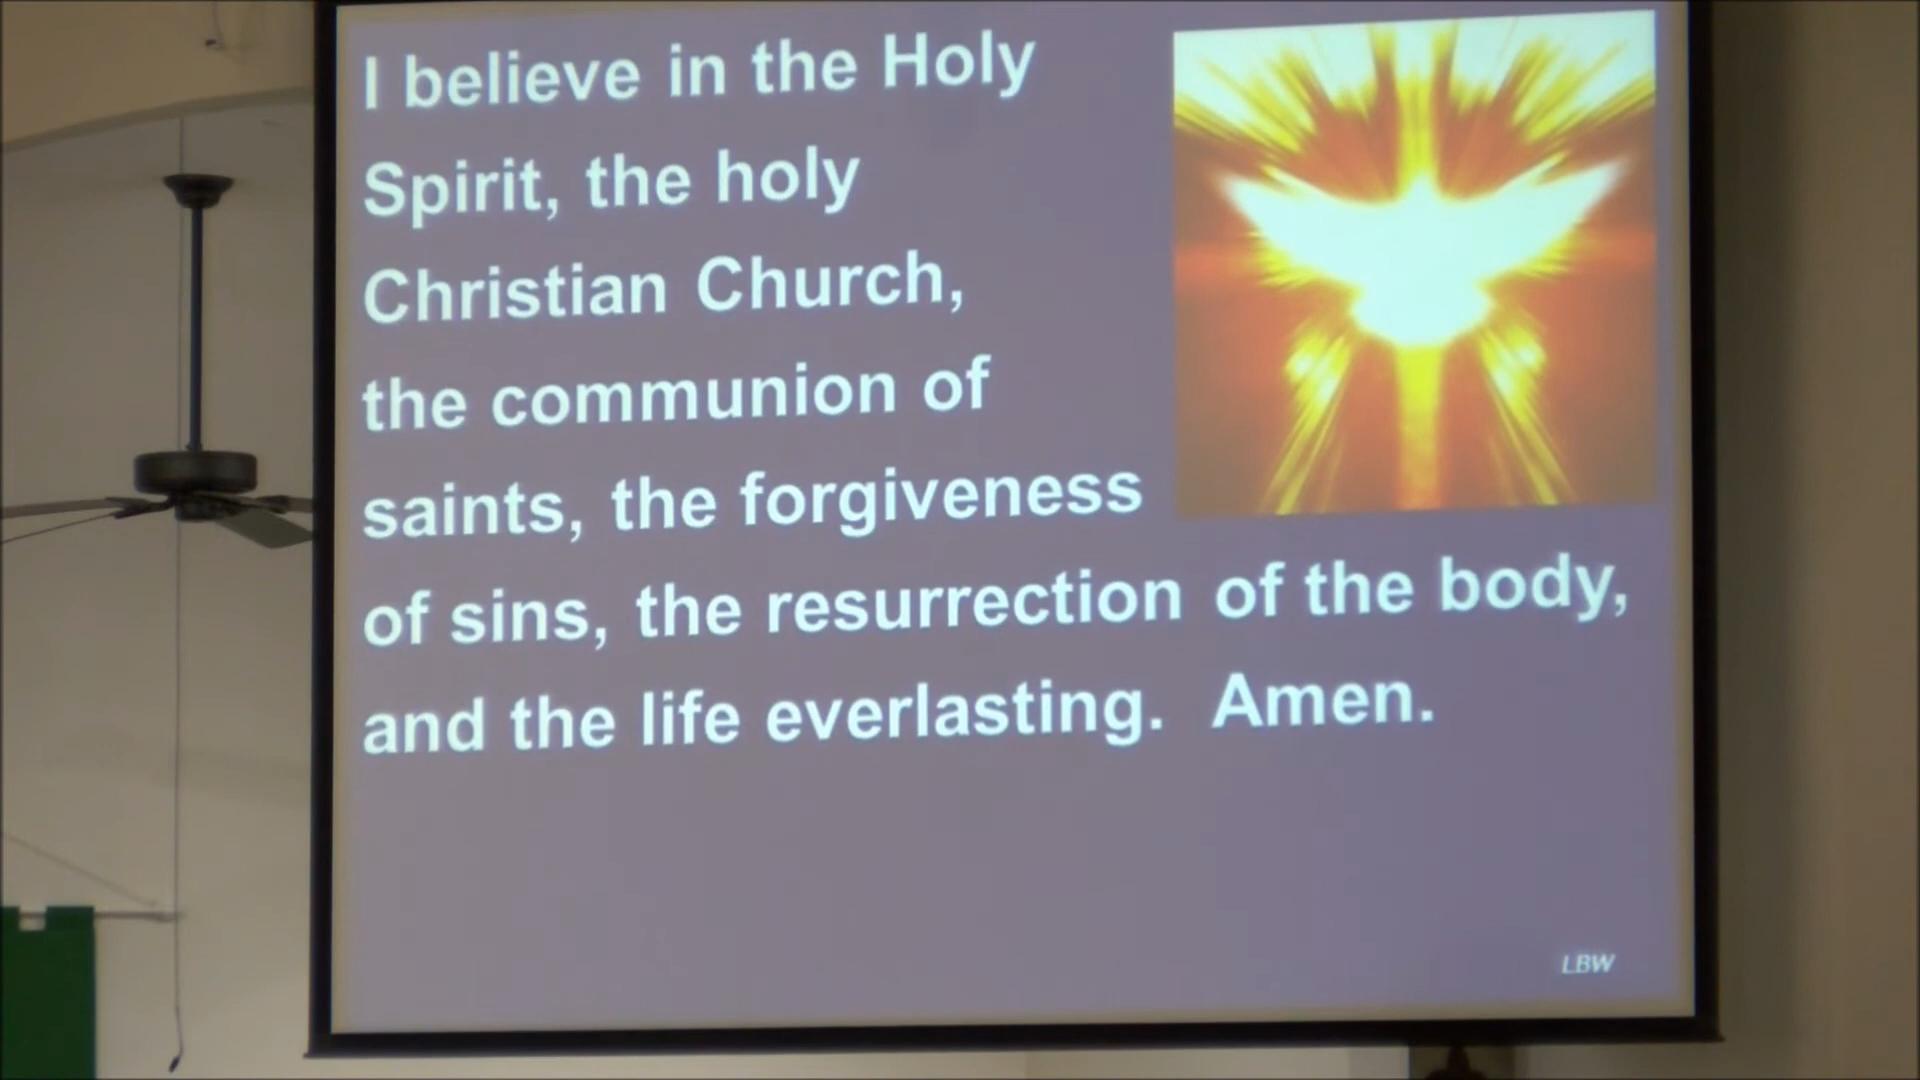 I believe in the Holy
Spirit, the holy
Christian Church,
the communion of
saints, the forgiveness
of sins, the resurrection of the body,
and the life everlasting. Amen.
LBW